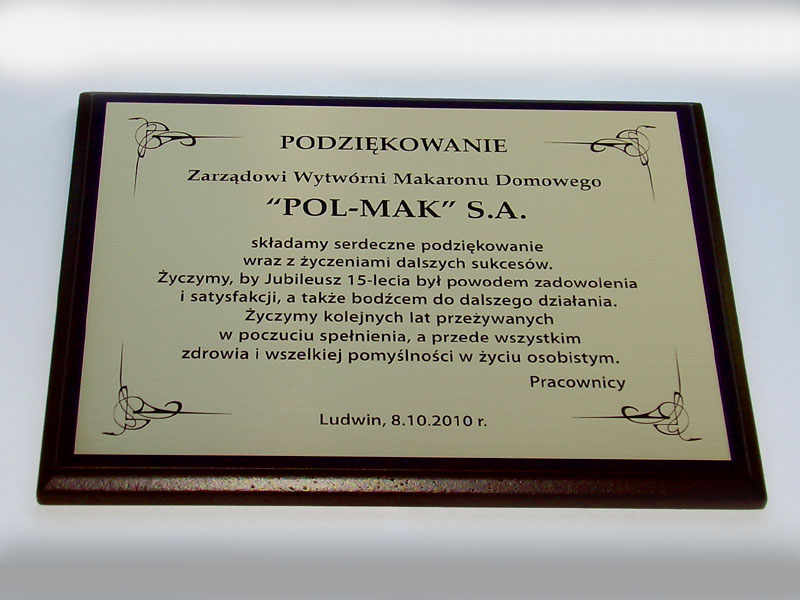 PODZIĘKOWANIE
Zarządowi Wytwórni Makaronu Domowego
“POL-MAK” S.A.
składamy serdeczne podziękowanie
wraz z życzeniami dalszych sukcesów.
Życzymy, by Jubileusz 15-lecia był powodem zadowolenia
i satysfakcji, a także bodźcem do dalszego działania.
Życzymy kolejnych lat przeżywanych
w poczuciu spełnienia, a przede wszystkim
zdrowia i wszelkiej pomyślności w życiu osobistym.
Pracownicy
Ludwin, 8.10.2010 r.